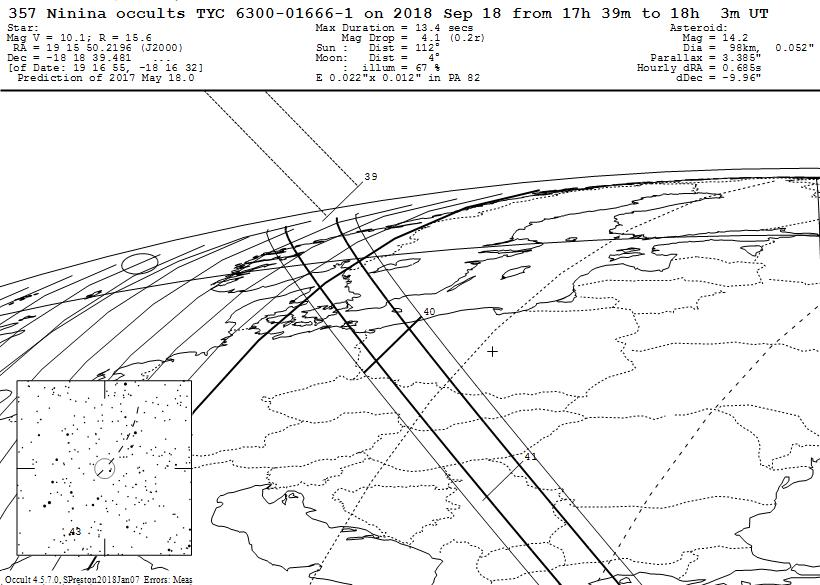 357 Ninina occults TYC 6300-01666-1 on 2018 Sep 18 from 17h 39m to 18h  3m UT
Star:
Mag V = 10.1; R = 15.6
RA = 19 15 50.2196 (J2000)
Dec = -18 18 39.481   ...
[of Date: 19 16 55, -18 16 32]
Prediction of 2017 May 18.0
Max Duration = 13.4 secs
Mag Drop =  4.1 (0.2r)
Sun :   Dist = 112°
Moon:   Dist =   4°
:  illum = 67 %
E 0.022"x 0.012" in PA 82
Asteroid:
Mag = 14.2
Dia =  98km,  0.052"
Parallax = 3.385"
Hourly dRA = 0.685s
dDec = -9.96"
39
40
41
43
Occult 4.5.7.0, SPreston2018Jan07  Errors: Meas